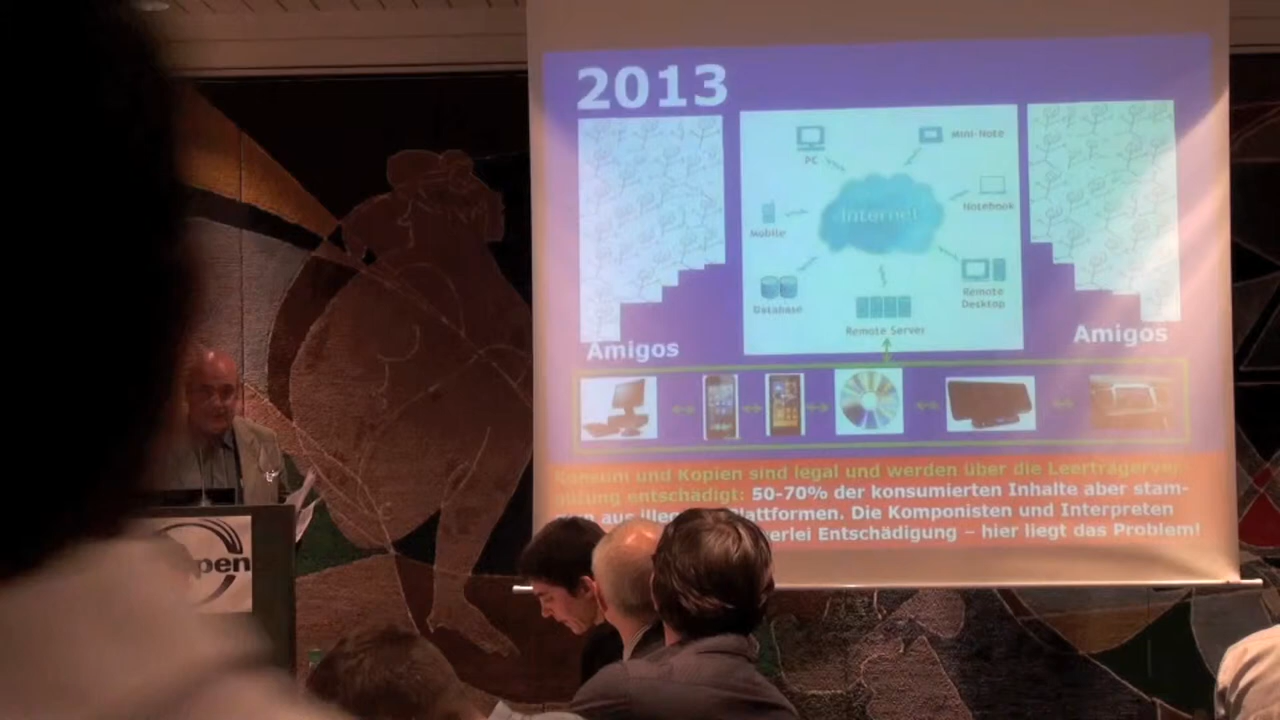 2013
PC
Mini-Note
Internet
Notebook
Mobile
Database
Remote
Desktop
Remote Server
Amigos
Amigos
Konsum und Kopien sind legal und werden über die Leerträgerver-
entschädigt: 50-70% der konsumierten Inhalte aber stam-
aus Plattformen. Die Komponisten und Interpreten
Entschädigung – hier liegt das Problem!
pen